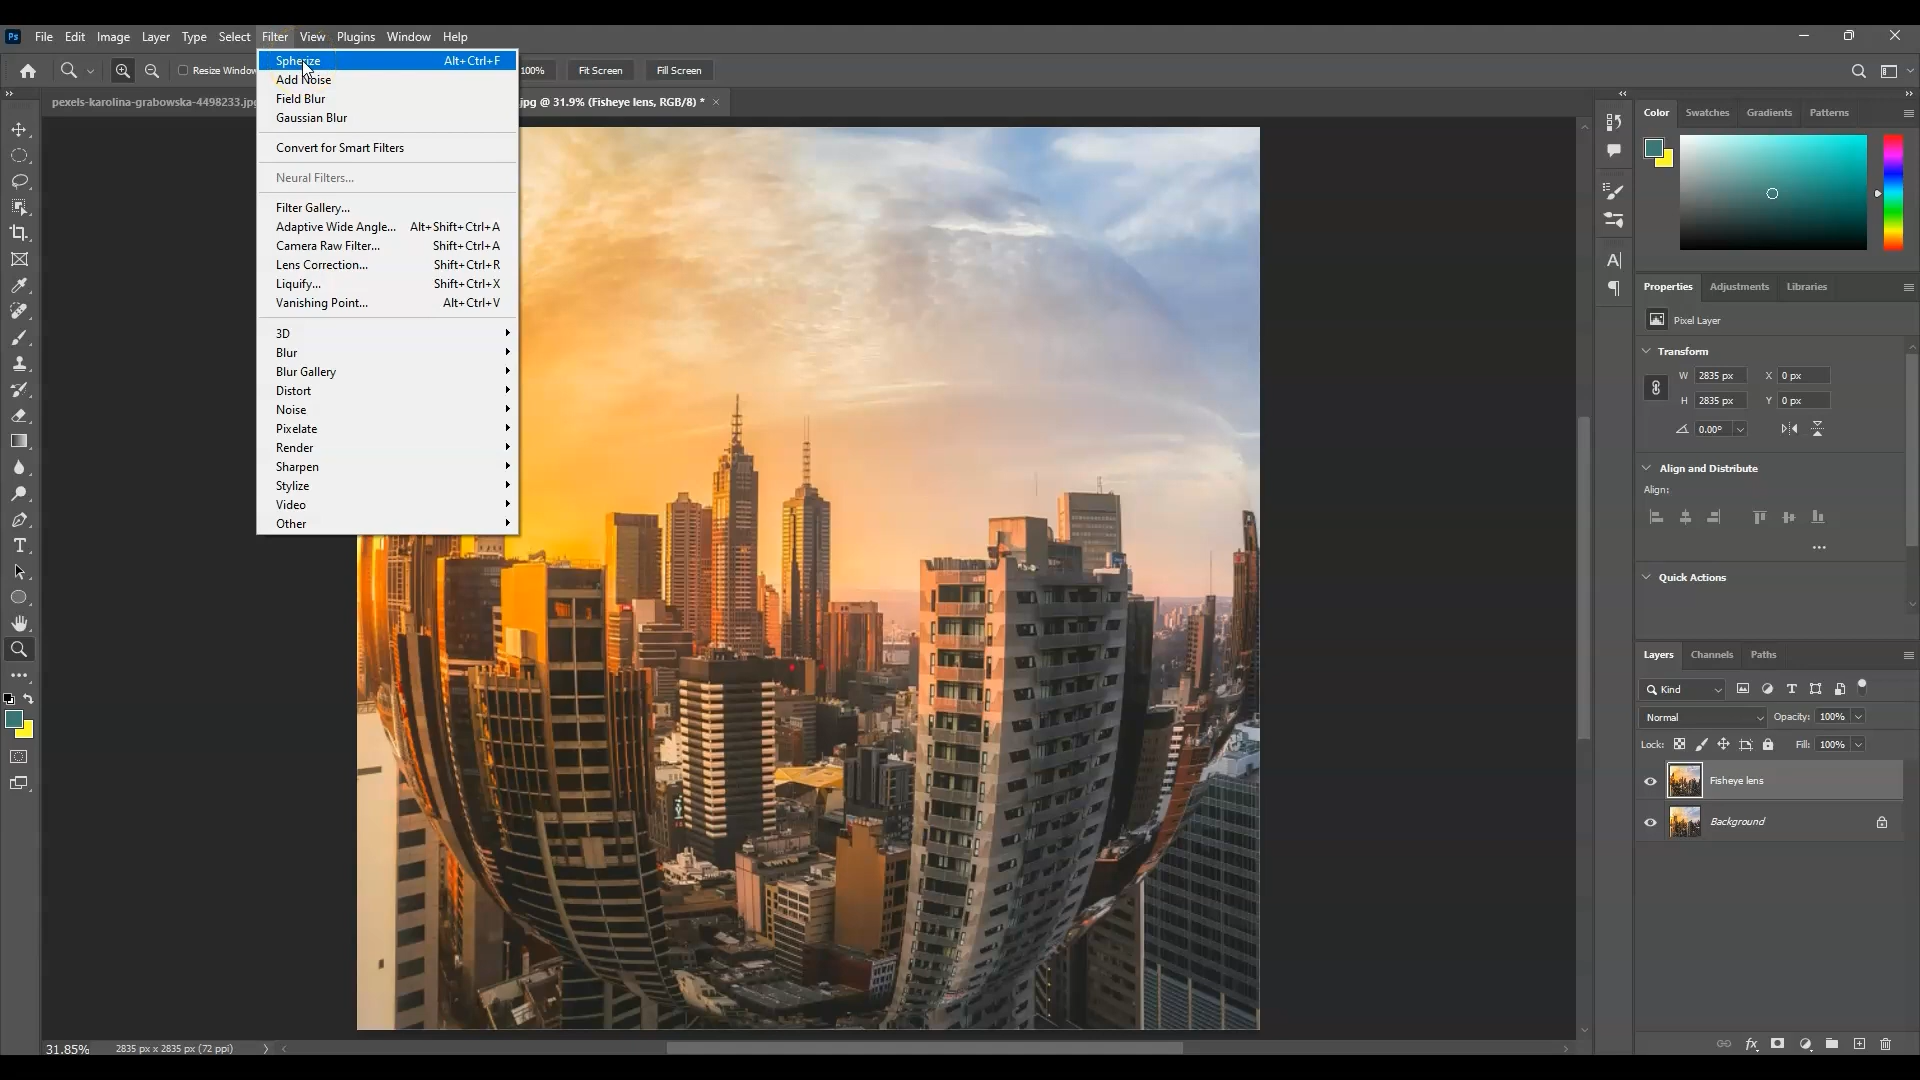 Ps File Edit Image Layer Type Select Filter View Plugins Window Help
Resize Window 100% Fit Screen Fill Screen
pexels-karolina-grabowska-4498233.jpg .jpg @ 31.9% (Fisheye lens, RGB/8) * ×
Spherize Alt+Ctrl+F
Add Noise
Field Blur
Gaussian Blur
Convert for Smart Filters
Neural Filters...
Filter Gallery...
Adaptive Wide Angle... Alt+Shift+Ctrl+A
Camera Raw Filter... Shift+Ctrl+A
Lens Correction... Shift+Ctrl+R
Liquify... Shift+Ctrl+X
Vanishing Point... Alt+Ctrl+V
3D
Blur
Blur Gallery
Distort
Noise
Pixelate
Render
Sharpen
Stylize
Video
Other
Color Swatches Gradients Patterns
Properties Adjustments Libraries
Pixel Layer
Transform
W 2835 px X 0 px
H 2835 px Y 0 px
0.00°
Align and Distribute
Align:
Quick Actions
Layers Channels Paths
Kind
Normal Opacity: 100%
Lock: Fill: 100%
Fisheye lens
Background
31.85% 2835 px x 2835 px (72 ppi)